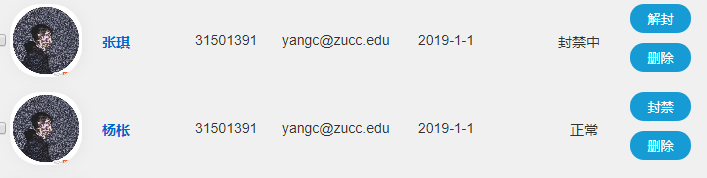 张琪 31501391 yangc@zucc.edu 2019-1-1 封禁中 解封
删除
杨枨 31501391 yangc@zucc.edu 2019-1-1 正常 封禁
删除